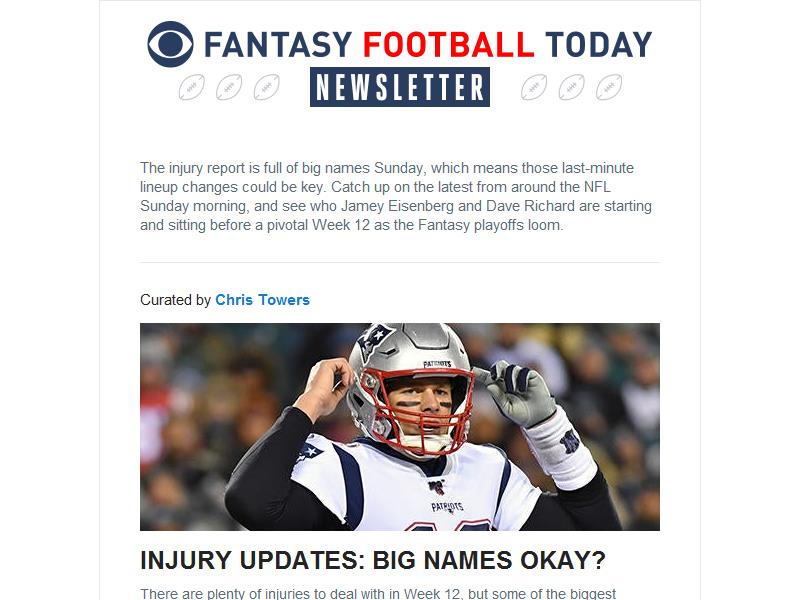 FANTASY FOOTBALL TODAY
NEWSLETTER
The injury report is full of big names Sunday, which means those last-minute
lineup changes could be key. Catch up on the latest from around the NFL
Sunday morning, and see who Jamey Eisenberg and Dave Richard are starting
and sitting before a pivotal Week 12 as the Fantasy playoffs loom.
Curated by Chris Towers
PATRIOTS
PATRIOTS
INJURY UPDATES: BIG NAMES OKAY?
There are plenty of injuries to deal with in Week 12, but some of the biggest